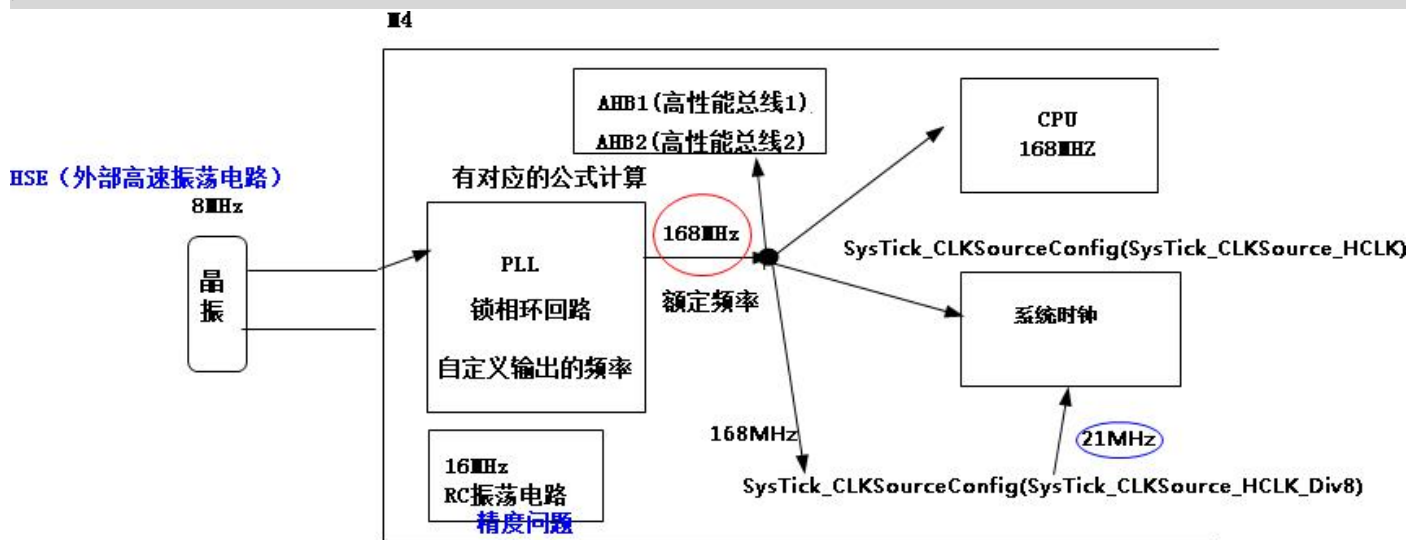 M4
AHB1(高性能总线1)
AHB2(高性能总线2)
CPU
168MHZ
HSE（外部高速振荡电路）
8MHz
有对应的公式计算
168MHz
SysTick_CLKSourceConfig(SysTick_CLKSource_HCLK)
晶
振
PLL
锁相环回路
自定义输出的频率
额定频率
系统时钟
168MHz
21MHz
16MHz
RC振荡电路
精度问题
SysTick_CLKSourceConfig(SysTick_CLKSource_HCLK_Div8)